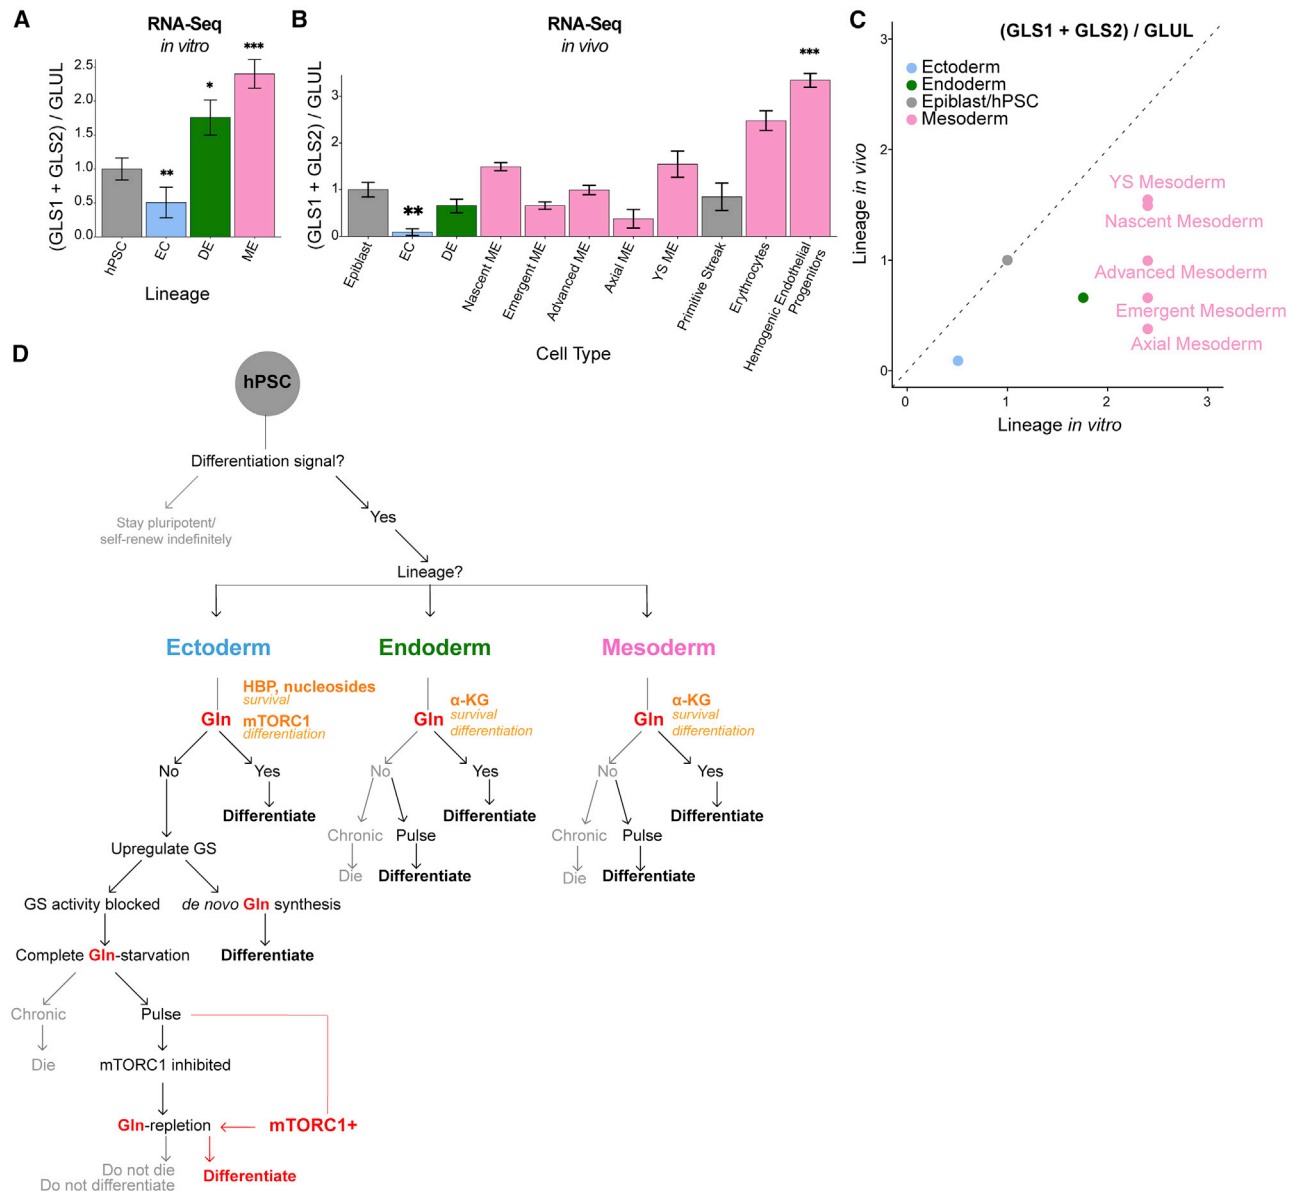 A
RNA-Seq
in vitro
(GLS1 + GLS2) / GLUL
2.5
2.0
1.5
1.0
0.5
0.0
**
*
***
hPSC
EC
DE
ME
Lineage
B
RNA-Seq
in vivo
(GLS1 + GLS2) / GLUL
3
2
1
0
**
***
Epiblast
EC
DE
Nascent ME
Emergent ME
Advanced ME
Axial ME
YS ME
Primitive Streak
Erythrocytes
Hemogenic Endothelial
Progenitors
Cell Type
C
(GLS1 + GLS2) / GLUL
Ectoderm
Endoderm
Epiblast/hPSC
Mesoderm
Lineage in vivo
3
2
1
0
YS Mesoderm
Nascent Mesoderm
Advanced Mesoderm
Emergent Mesoderm
Axial Mesoderm
0
1
2
3
Lineage in vitro
D
hPSC
Differentiation signal?
Stay pluripotent/
self-renew indefinitely
Yes
Lineage?
Ectoderm
Endoderm
Mesoderm
HBP, nucleosides
survival
Gln
mTORC1
differentiation
α-KG
Gln
survival
differentiation
α-KG
Gln
survival
differentiation
No
Yes
No
Yes
No
Yes
Differentiate
Differentiate
Differentiate
Chronic
Pulse
Chronic
Pulse
Upregulate GS
Die
Differentiate
Die
Differentiate
GS activity blocked
de novo Gln synthesis
Complete Gln-starvation
Differentiate
Chronic
Pulse
Die
mTORC1 inhibited
Gln-repletion
mTORC1+
Do not die
Do not differentiate
Differentiate